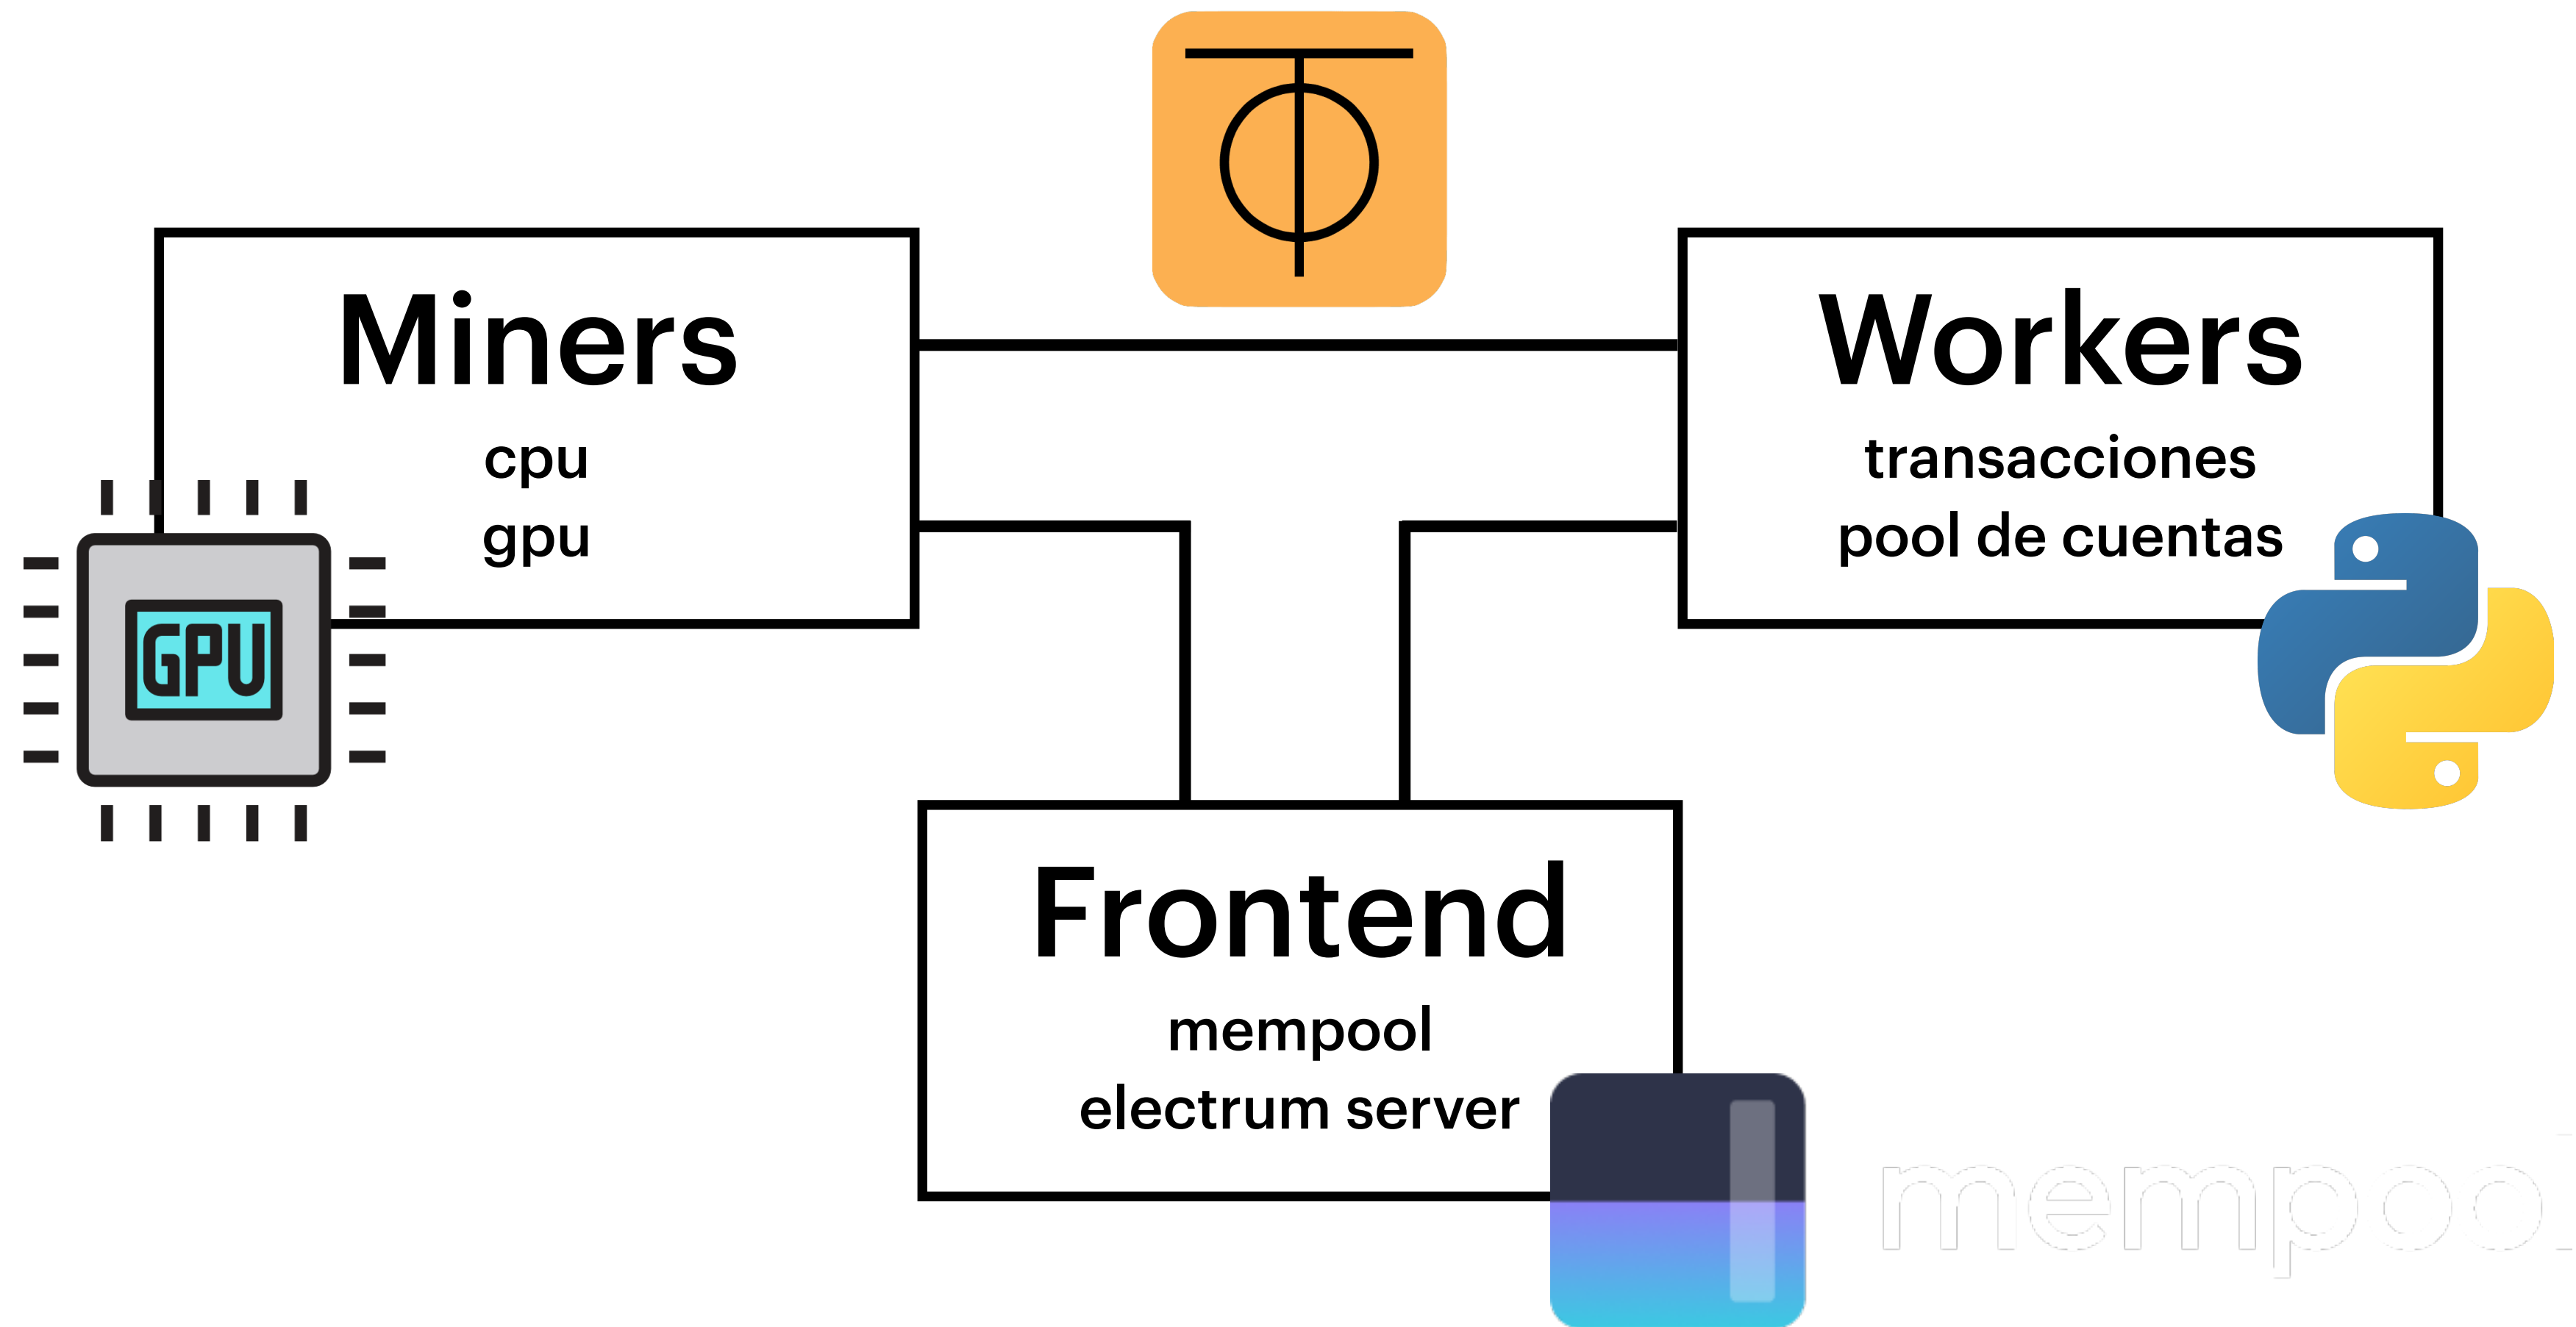 Miners
cpu
gpu
GPU
Workers
transacciones
pool de cuentas
Frontend
mempool
electrum server
mempool